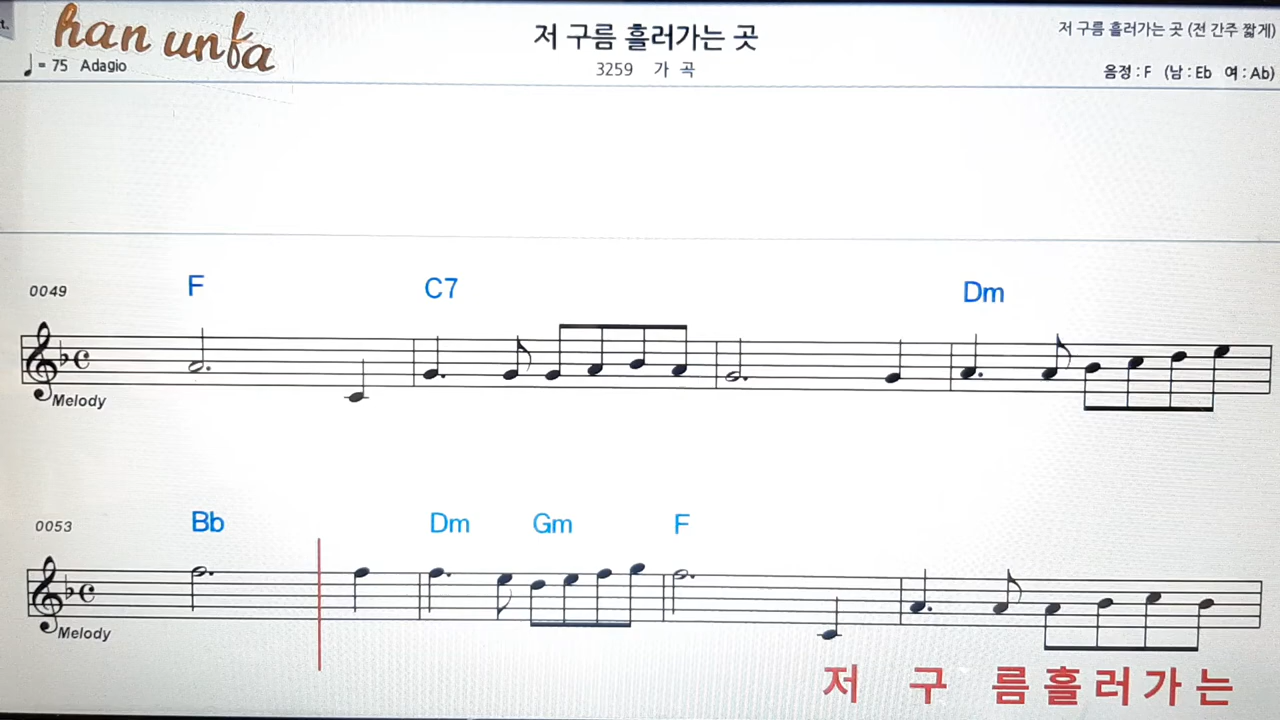 t.
han unfa
저 구름 흘러가는 곳
저 구름 흘러가는 곳 (전 간주 짧게)
♩= 75 Adagio
3259 가 곡
음정 : F (남 : Eb 여 : Ab)
0049 F C7 Dm
Melody
0053 Bb Dm Gm F
Melody
저 구 름 흘 러 가 는